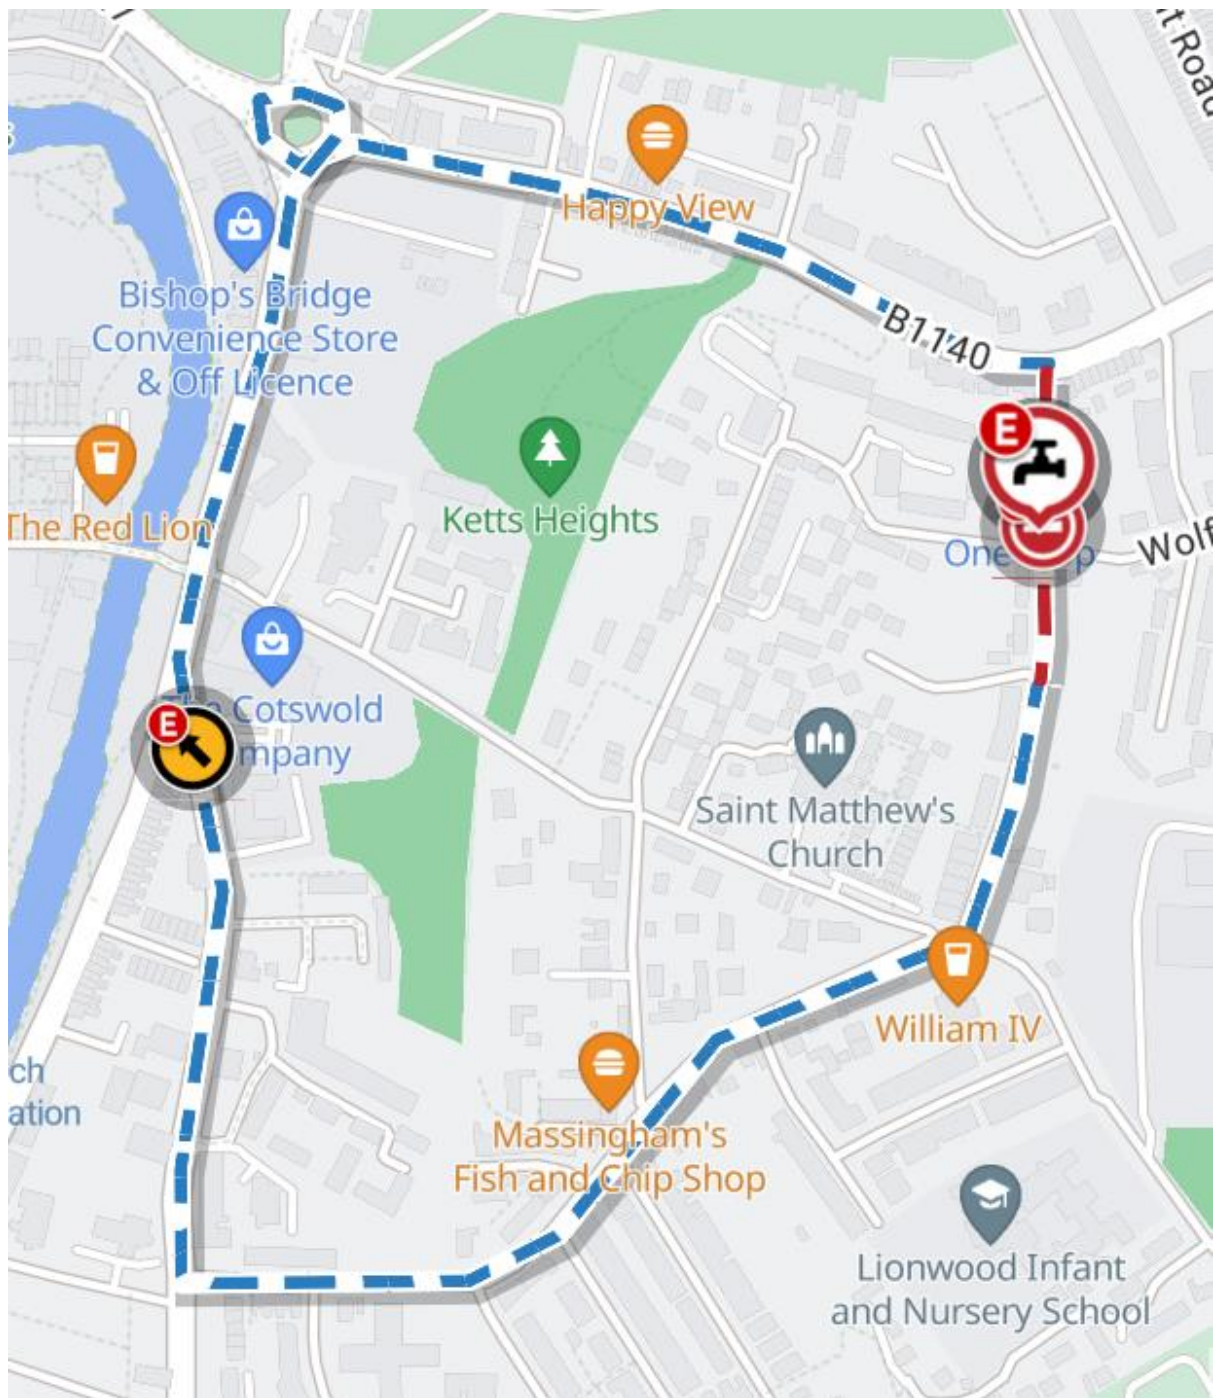 Happy View
Bishop's Bridge
Convenience Store
& Off Licence
B1140
E
The Red Lion
Ketts Heights
Wolf
E
Cotswold
mpany
Saint Matthew's
Church
William IV
ch
ation
Massingham's
Fish and Chip Shop
Lionwood Infant
and Nursery School
t Road
One
p